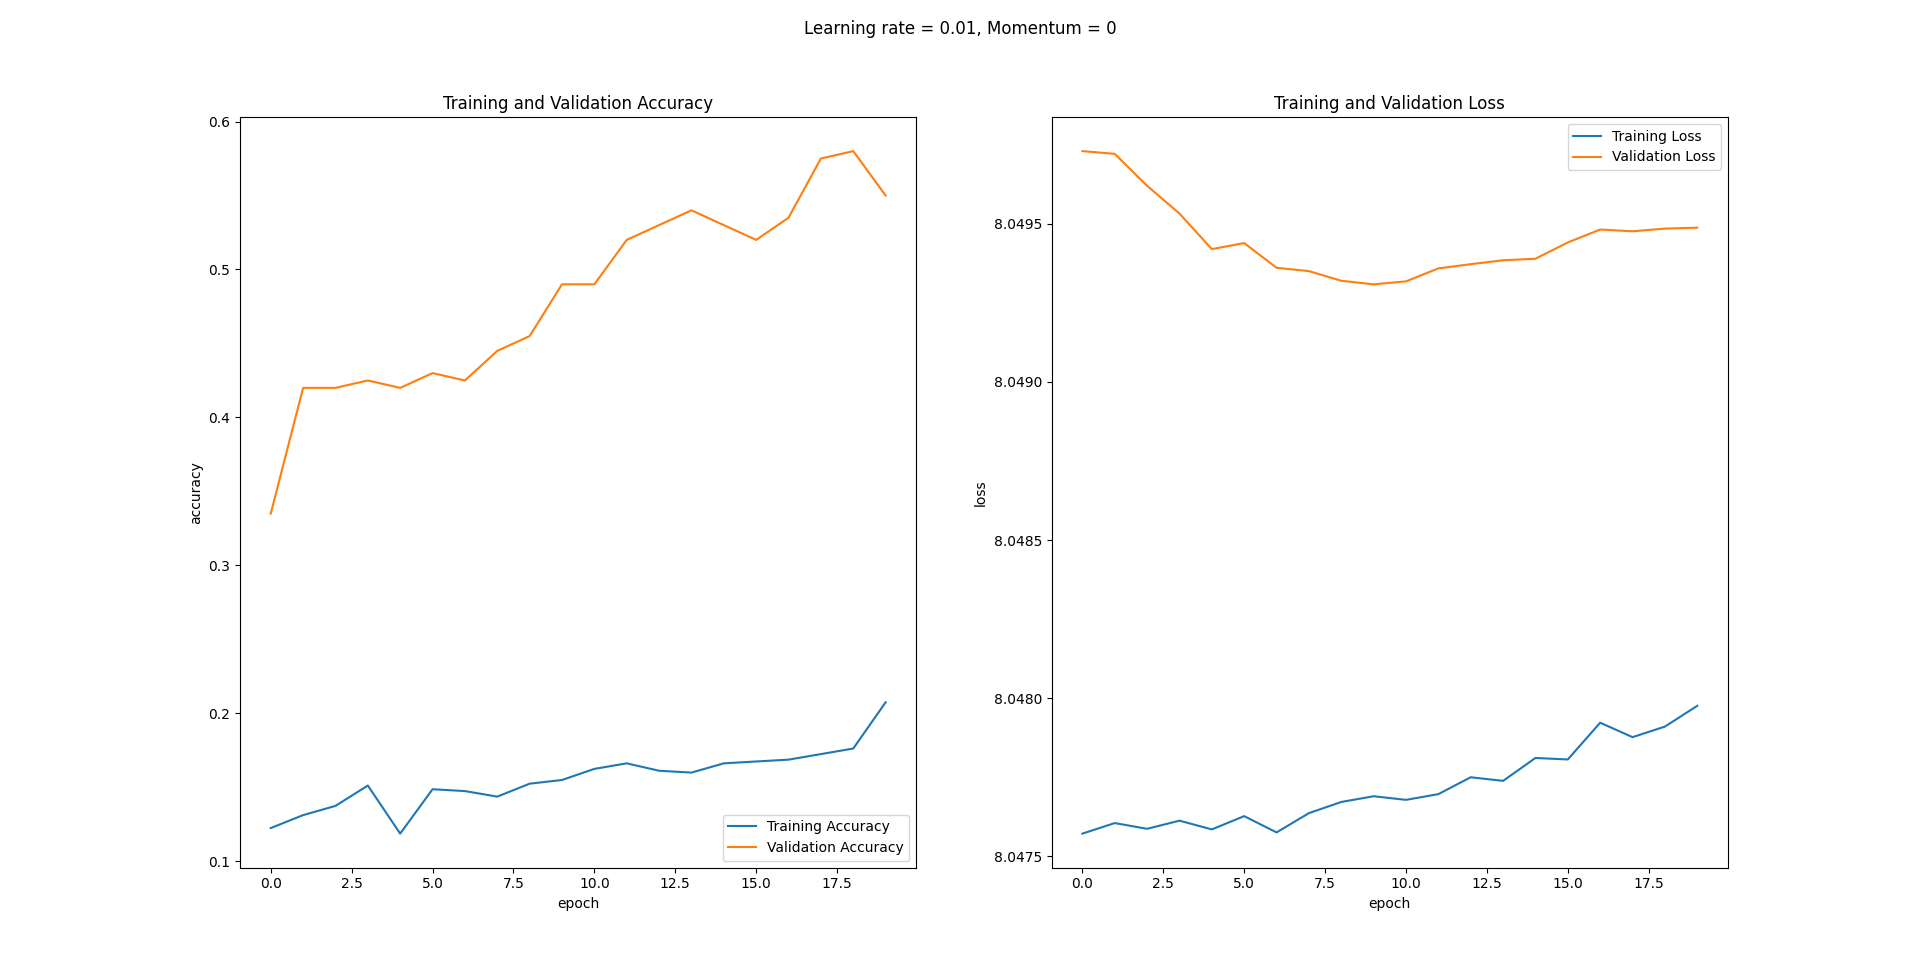 Learning rate = 0.01, Momentum = 0
Training and Validation Accuracy
0.6
0.5
0.4
0.3
0.2
0.1
accuracy
0.0 2.5 5.0 7.5 10.0 12.5 15.0 17.5
epoch
Training Accuracy
Validation Accuracy
Training and Validation Loss
8.0495
8.0490
8.0485
8.0480
8.0475
loss
0.0 2.5 5.0 7.5 10.0 12.5 15.0 17.5
epoch
Training Loss
Validation Loss